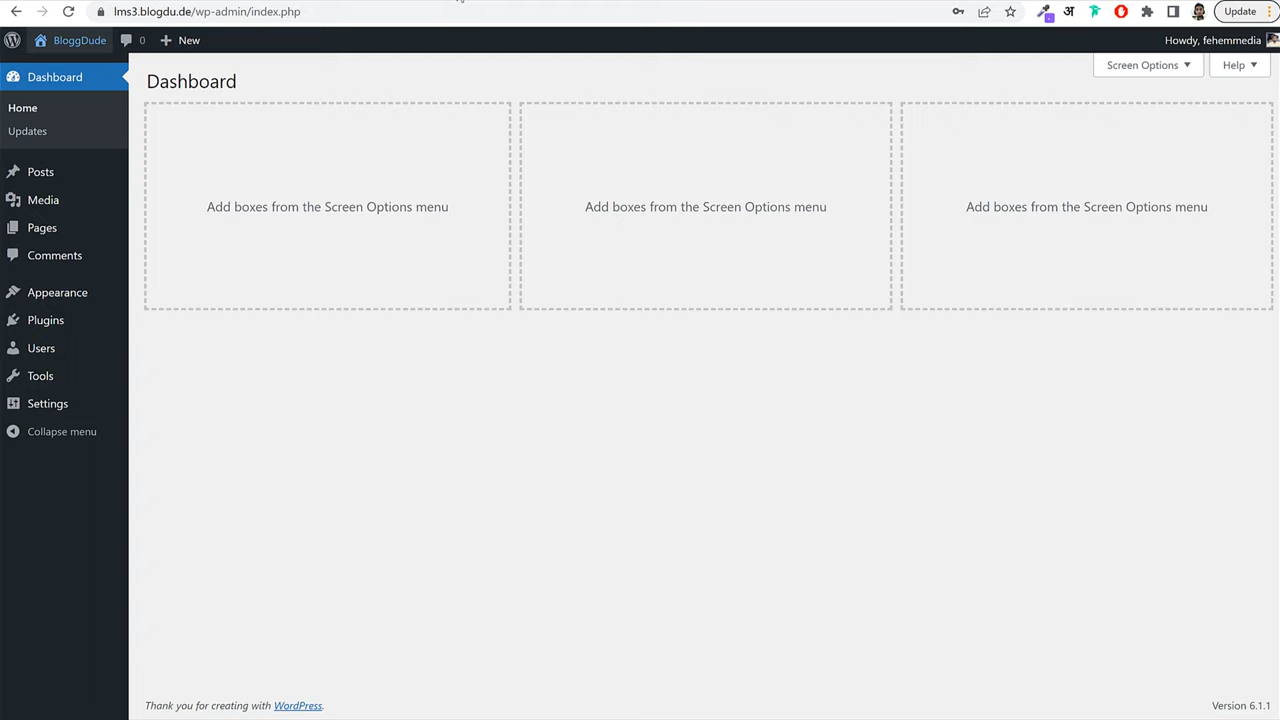 lms3.blogdu.de/wp-admin/index.php
अ
Update
BloggDude
0
New
Howdy, fehemmedia
Dashboard
Home
Updates
Posts
Media
Pages
Comments
Appearance
Plugins
Users
Tools
Settings
Collapse menu
Screen Options
Help
Dashboard
Add boxes from the Screen Options menu
Add boxes from the Screen Options menu
Add boxes from the Screen Options menu
Thank you for creating with WordPress.
Version 6.1.1